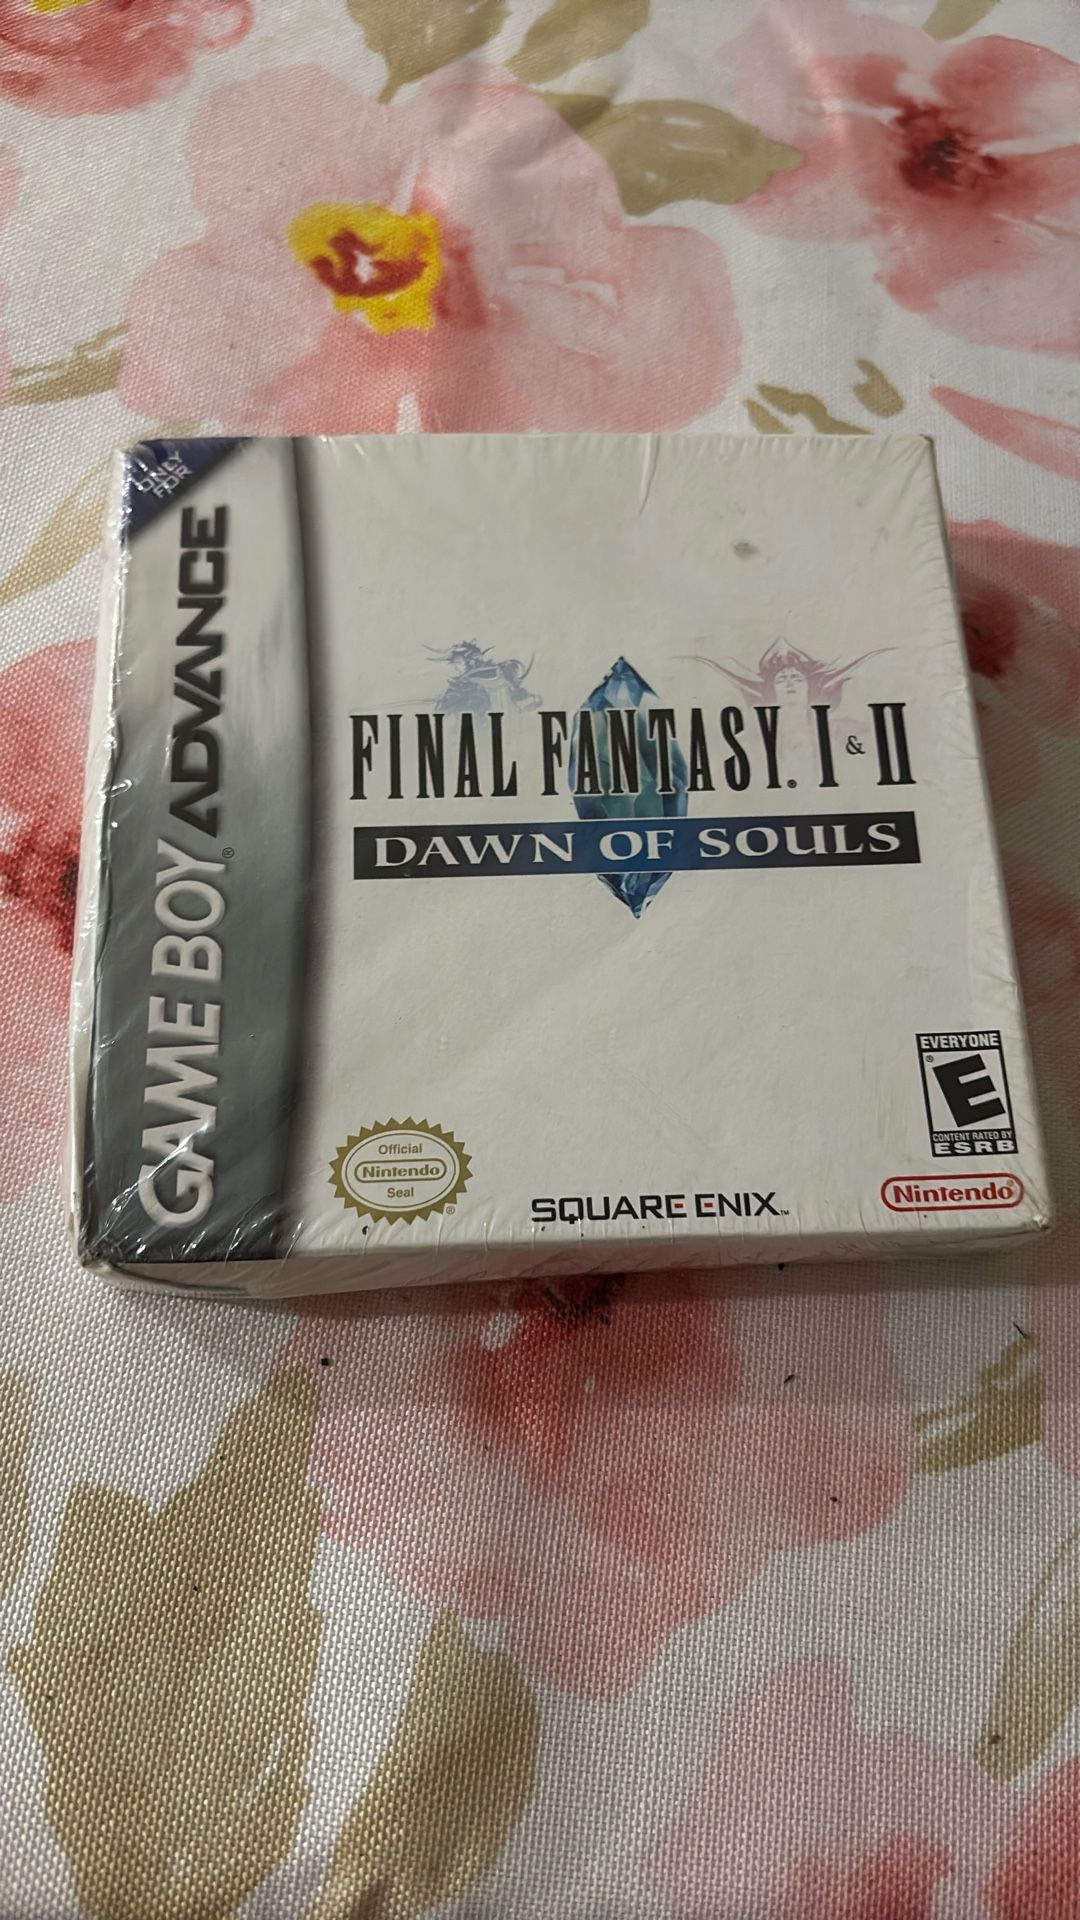 ONLY
FOR
GAME BOY® ADVANCE
FINAL FANTASY® I & II
DAWN OF SOULS
EVERYONE
E®
CONTENT RATED BY
ESRB
Official
Nintendo
Seal®
SQUARE ENIX™
Nintendo®